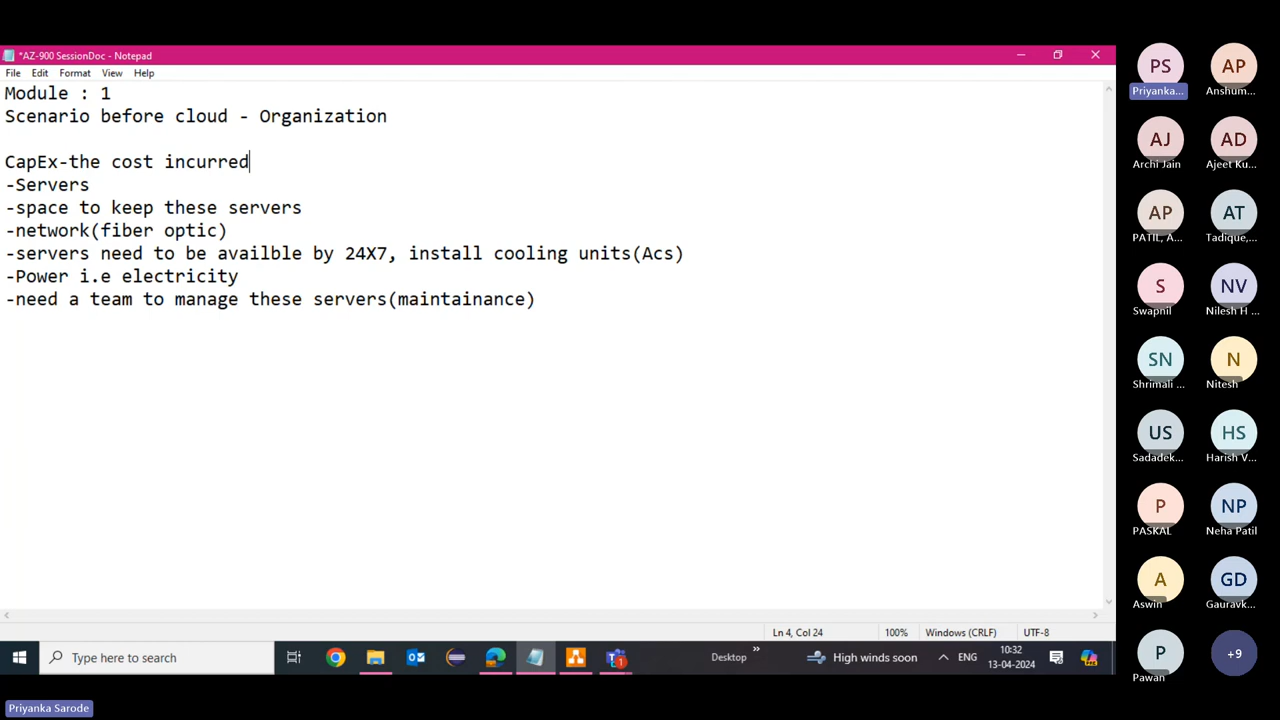 *AZ-900 SessionDoc - Notepad
File Edit Format View Help
Module : 1
Scenario before cloud - Organization
CapEx-the cost incurred
-Servers
-space to keep these servers
-network(fiber optic)
-servers need to be availble by 24X7, install cooling units(Acs)
-Power i.e electricity
-need a team to manage these servers(maintainance)
Ln 4, Col 24 100% Windows (CRLF) UTF-8
Type here to search
1
Desktop
High winds soon
ENG
10:32
13-04-2024
Priyanka Sarode
PS AP
Priyanka... Anshum...
AJ AD
Archi Jain Ajeet Ku...
AP AT
PATIL, A... Tadique,...
S NV
Swapnil Nilesh H ...
SN N
Shrimali ... Nitesh
US HS
Sadadek... Harish V...
P NP
PASKAL Neha Patil
A GD
Aswin Gauravk...
P +9
Pawan